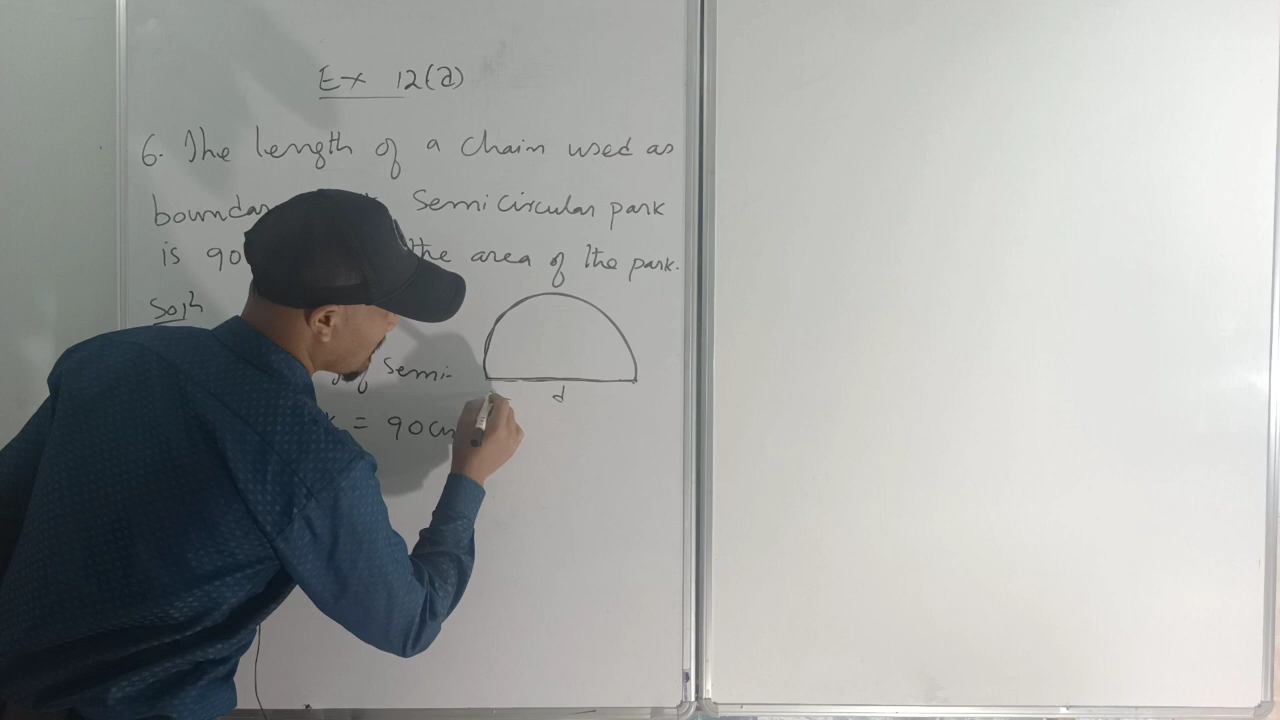 Ex 12(a)
6. The length of a chain used as
Semicircular park
is 90 the area of the park.
Soln
of Semi-
= 90cm
d